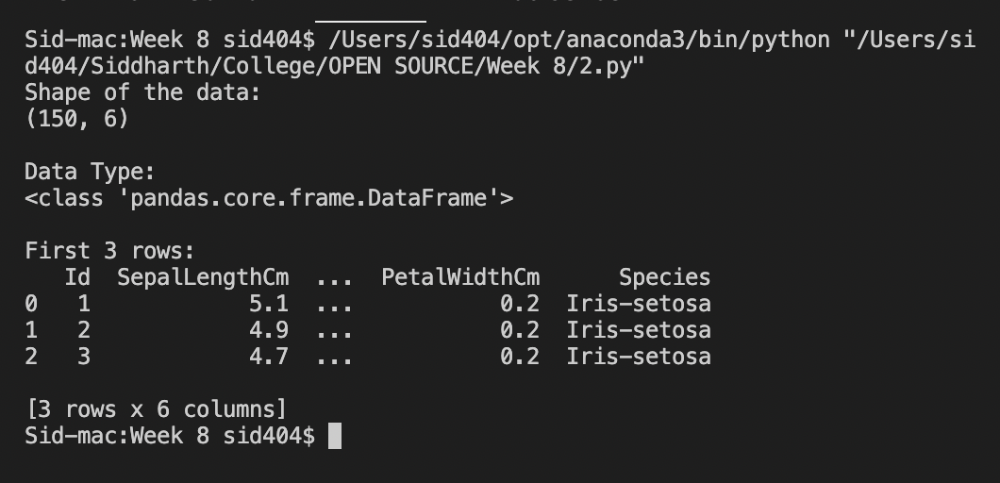 Sid-mac:Week 8 sid404$ /Users/sid404/opt/anaconda3/bin/python "/Users/si
d404/Siddharth/College/OPEN SOURCE/Week 8/2.py"
Shape of the data:
(150, 6)
Data Type:
<class 'pandas.core.frame.DataFrame'>
First 3 rows:
   Id  SepalLengthCm  ...  PetalWidthCm      Species
0   1            5.1  ...           0.2  Iris-setosa
1   2            4.9  ...           0.2  Iris-setosa
2   3            4.7  ...           0.2  Iris-setosa
[3 rows x 6 columns]
Sid-mac:Week 8 sid404$